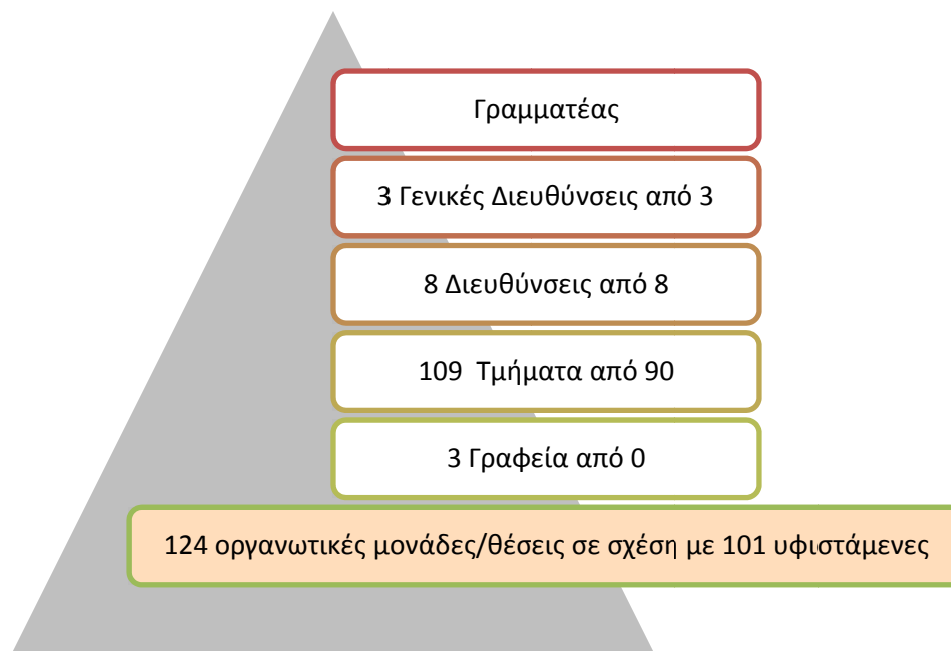 Γραμματέας
3 Γενικές Διευθύνσεις από 3
8 Διευθύνσεις από 8
109 Τμήματα από 90
3 Γραφεία από 0
124 οργανωτικές μονάδες/θέσεις σε σχέση με 101 υφιστάμενες